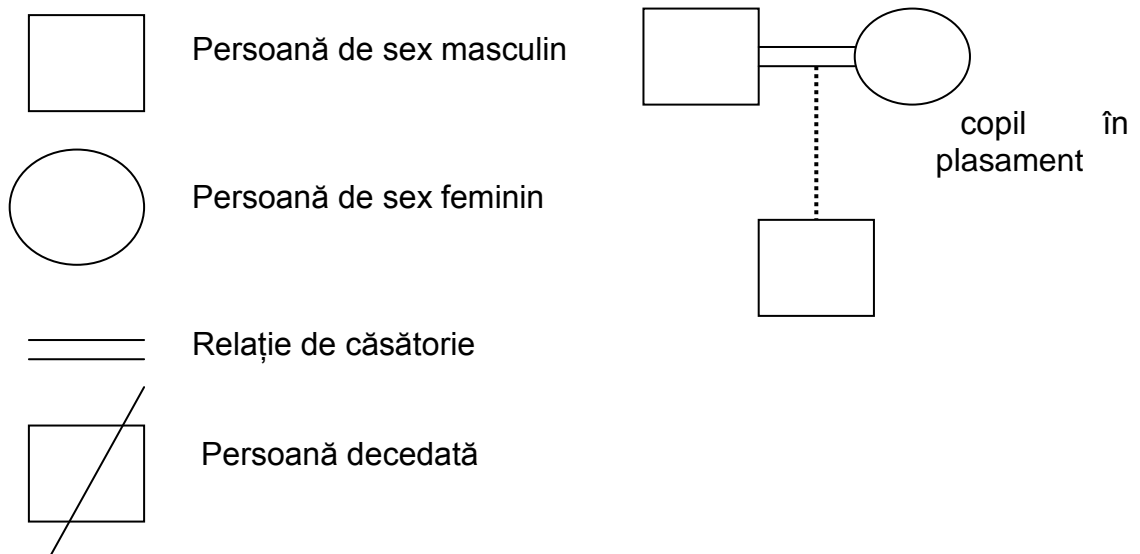 Persoană de sex masculin
copil în
plasament
Persoană de sex feminin
Relație de căsătorie
Persoană decedată